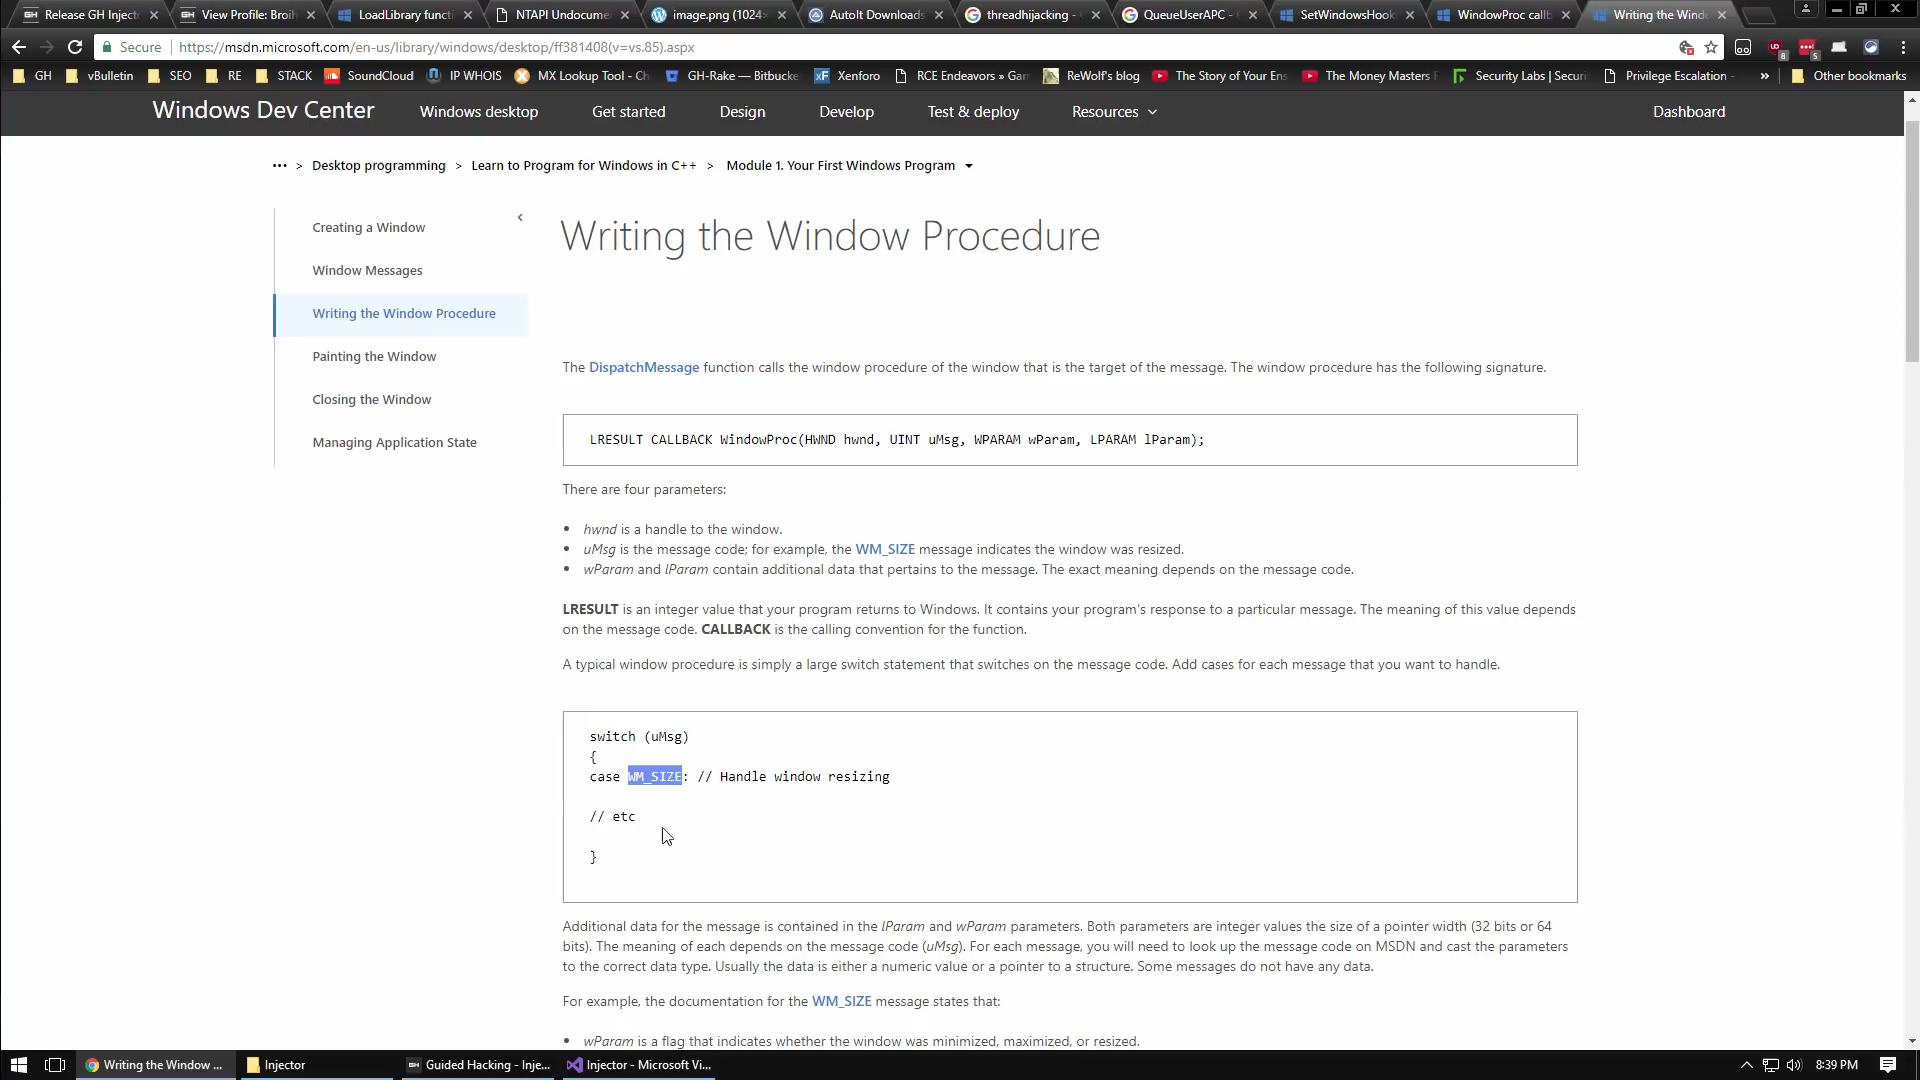 Release GH Inject
View Profile: Broih
LoadLibrary functi
NTAPI Undocume
image.png (1024×
AutoIt Downloads
threadhijacking -
QueueUserAPC -
SetWindowsHook
WindowProc callb
Writing the Wind
Secure
https://msdn.microsoft.com/en-us/library/windows/desktop/ff381408(v=vs.85).aspx
GH
vBulletin
SEO
RE
STACK
SoundCloud
IP WHOIS
MX Lookup Tool - Ch
GH-Rake — Bitbucke
Xenforo
RCE Endeavors » Gam
ReWolf's blog
The Story of Your Ens
The Money Masters F
Security Labs | Securi
Privilege Escalation -
»
Other bookmarks
Windows Dev Center
Windows desktop
Get started
Design
Develop
Test & deploy
Resources
Dashboard
••• > Desktop programming > Learn to Program for Windows in C++ > Module 1. Your First Windows Program
Creating a Window
Window Messages
Writing the Window Procedure
Painting the Window
Closing the Window
Managing Application State
Writing the Window Procedure
The DispatchMessage function calls the window procedure of the window that is the target of the message. The window procedure has the following signature.
LRESULT CALLBACK WindowProc(HWND hwnd, UINT uMsg, WPARAM wParam, LPARAM lParam);
There are four parameters:
• hwnd is a handle to the window.
• uMsg is the message code; for example, the WM_SIZE message indicates the window was resized.
• wParam and lParam contain additional data that pertains to the message. The exact meaning depends on the message code.
LRESULT is an integer value that your program returns to Windows. It contains your program's response to a particular message. The meaning of this value depends
on the message code. CALLBACK is the calling convention for the function.
A typical window procedure is simply a large switch statement that switches on the message code. Add cases for each message that you want to handle.
switch (uMsg)
{
case WM_SIZE: // Handle window resizing
// etc
}
Additional data for the message is contained in the lParam and wParam parameters. Both parameters are integer values the size of a pointer width (32 bits or 64
bits). The meaning of each depends on the message code (uMsg). For each message, you will need to look up the message code on MSDN and cast the parameters
to the correct data type. Usually the data is either a numeric value or a pointer to a structure. Some messages do not have any data.
For example, the documentation for the WM_SIZE message states that:
• wParam is a flag that indicates whether the window was minimized, maximized, or resized.
Writing the Window ...
Injector
Guided Hacking - Inje...
Injector - Microsoft Vi...
8:39 PM